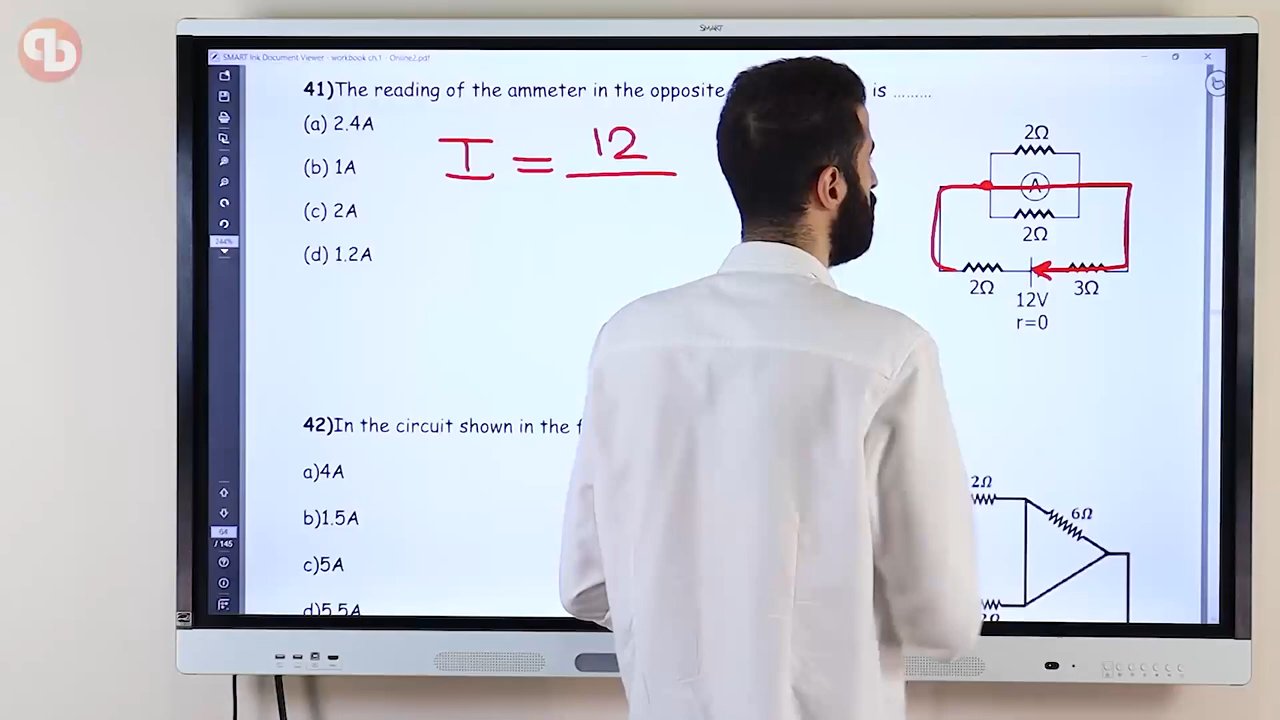 SMART
SMART Ink Document Viewer - workbook ch.1 - Online2.pdf
41)The reading of the ammeter in the opposite is ………
(a) 2.4A
(b) 1A
(c) 2A
(d) 1.2A
I = 12
2Ω
A
2Ω
2Ω
12V
3Ω
r=0
244%
42)In the circuit shown in the
a)4A
b)1.5A
c)5A
d)5.5A
2Ω
6Ω
64
/ 145